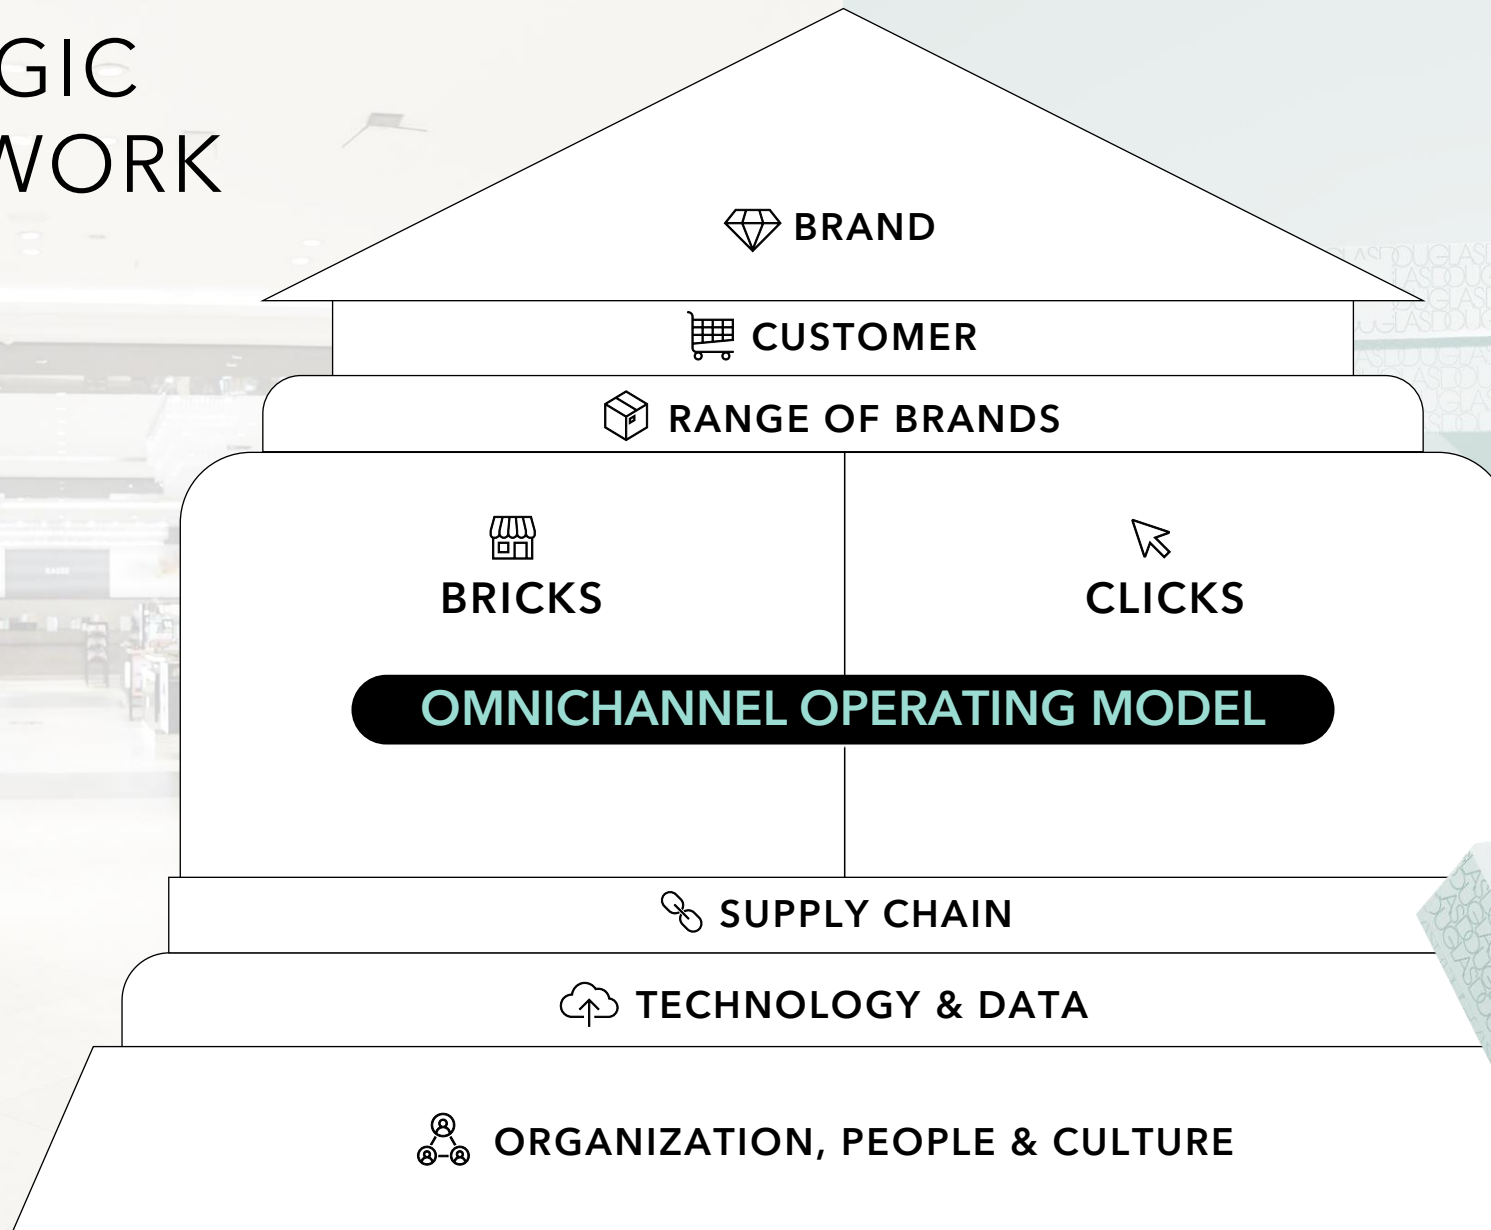 GIC
WORK
BRAND
CUSTOMER
RANGE OF BRANDS
BRICKS
CLICKS
OMNICHANNEL OPERATING MODEL
SUPPLY CHAIN
TECHNOLOGY & DATA
ORGANIZATION, PEOPLE & CULTURE